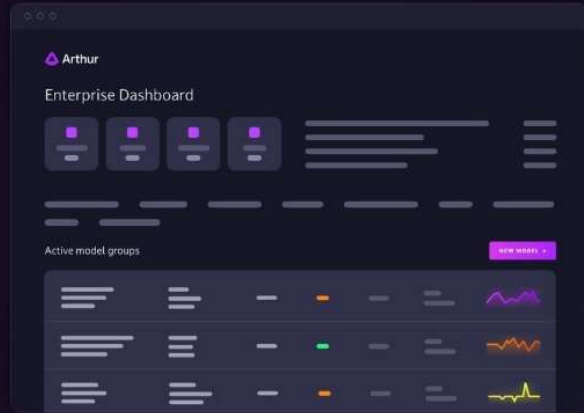 Arthur
Enterprise Dashboard
Active model groups
NEW MODEL +